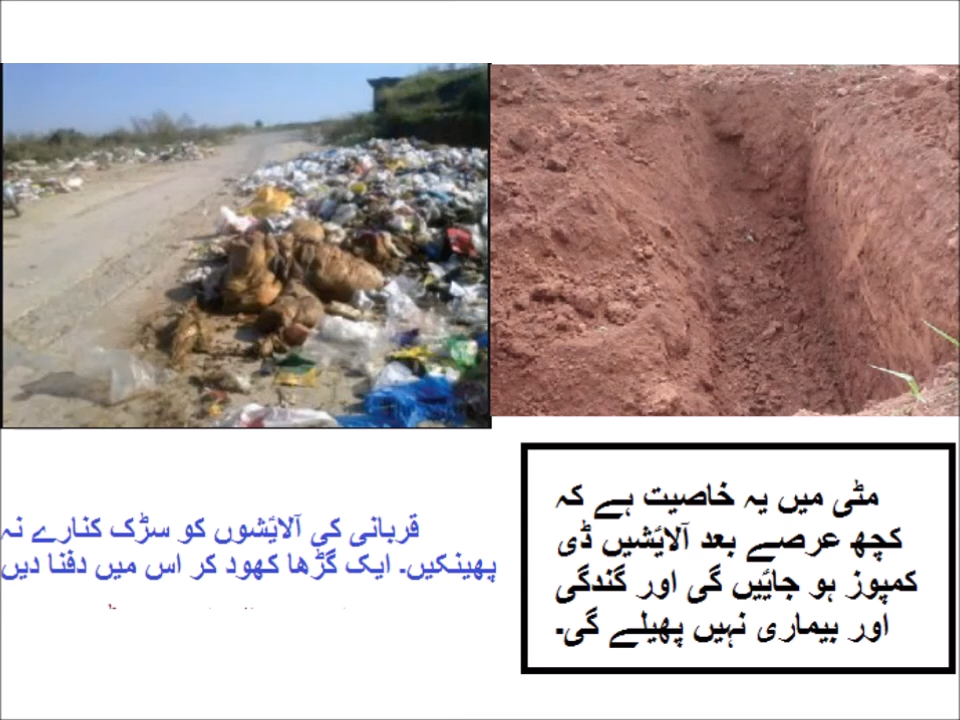 قربانی کی آلائشوں کو سڑک کنارے نہ
پھینکیں۔ ایک گڑھا کھود کر اس میں دفنا دیں
مٹی میں یہ خاصیت ہے کہ
کچھ عرصے بعد آلائشیں ڈی
کمپوز ہو جائیں گی اور گندگی
اور بیماری نہیں پھیلے گی۔